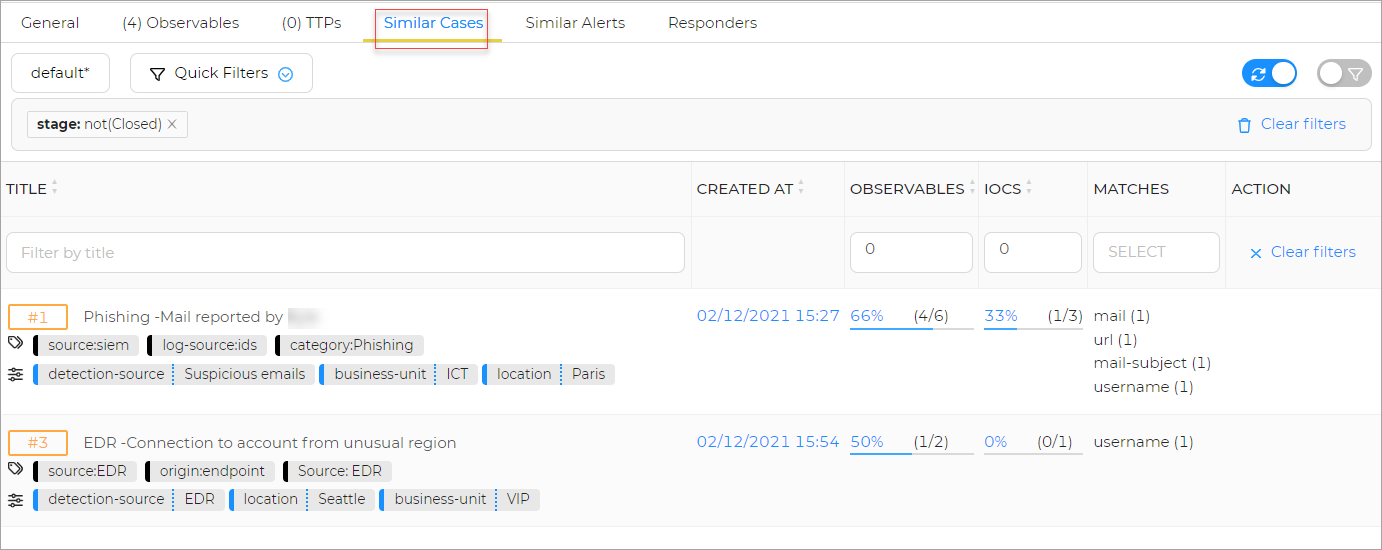 General (4) Observables (0) TTPs Similar Cases Similar Alerts Responders
default* Quick Filters
stage: not(Closed) × Clear filters
TITLE CREATED AT OBSERVABLES IOCS MATCHES ACTION
Filter by title 0 0 SELECT × Clear filters
#1 Phishing -Mail reported by 02/12/2021 15:27 66% (4/6) 33% (1/3) mail (1)
url (1)
source:siem log-source:ids category:Phishing
mail-subject (1)
detection-source Suspicious emails business-unit ICT location Paris
username (1)
#3 EDR -Connection to account from unusual region 02/12/2021 15:54 50% (1/2) 0% (0/1) username (1)
source:EDR origin:endpoint Source: EDR
detection-source EDR location Seattle business-unit VIP